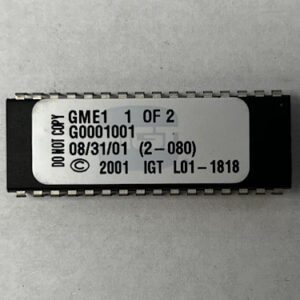 DO NOT COPY
GME1 1 OF 2
G0001001
08/31/01 (2-080)
© 2001 IGT L01-1818